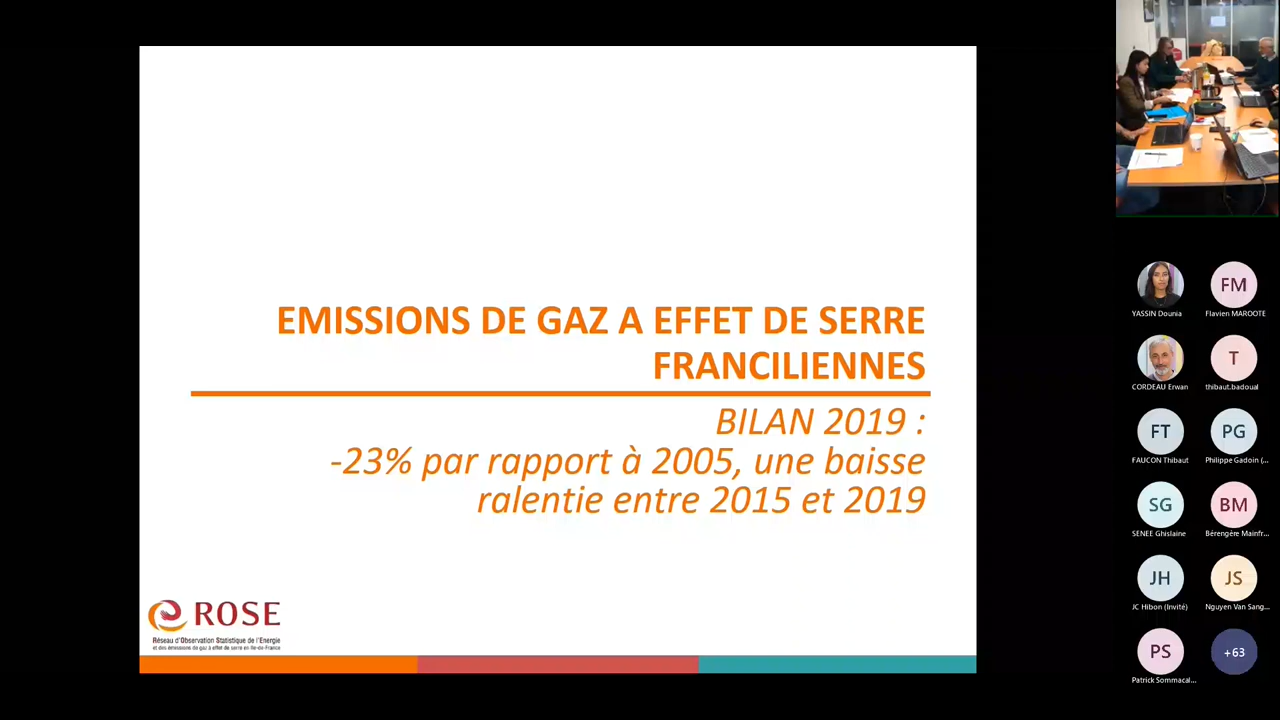 EMISSIONS DE GAZ A EFFET DE SERRE
FRANCILIENNES
BILAN 2019 :
-23% par rapport à 2005, une baisse
ralentie entre 2015 et 2019
ROSE
Réseau d'Observation Statistique de l'Energie
et des émissions de gaz à effet de serre en Ile-de-France
YASSIN Dounia
FM
Flavien MAROOTE
CORDEAU Erwan
T
thibaut.badoual
FT
FAUCON Thibaut
PG
Philippe Gadoin (...
SG
SENEE Ghislaine
BM
Bérengère Mainfr...
JH
JC Hibon (Invité)
JS
Nguyen Van Sang...
PS
Patrick Sommacal...
+63